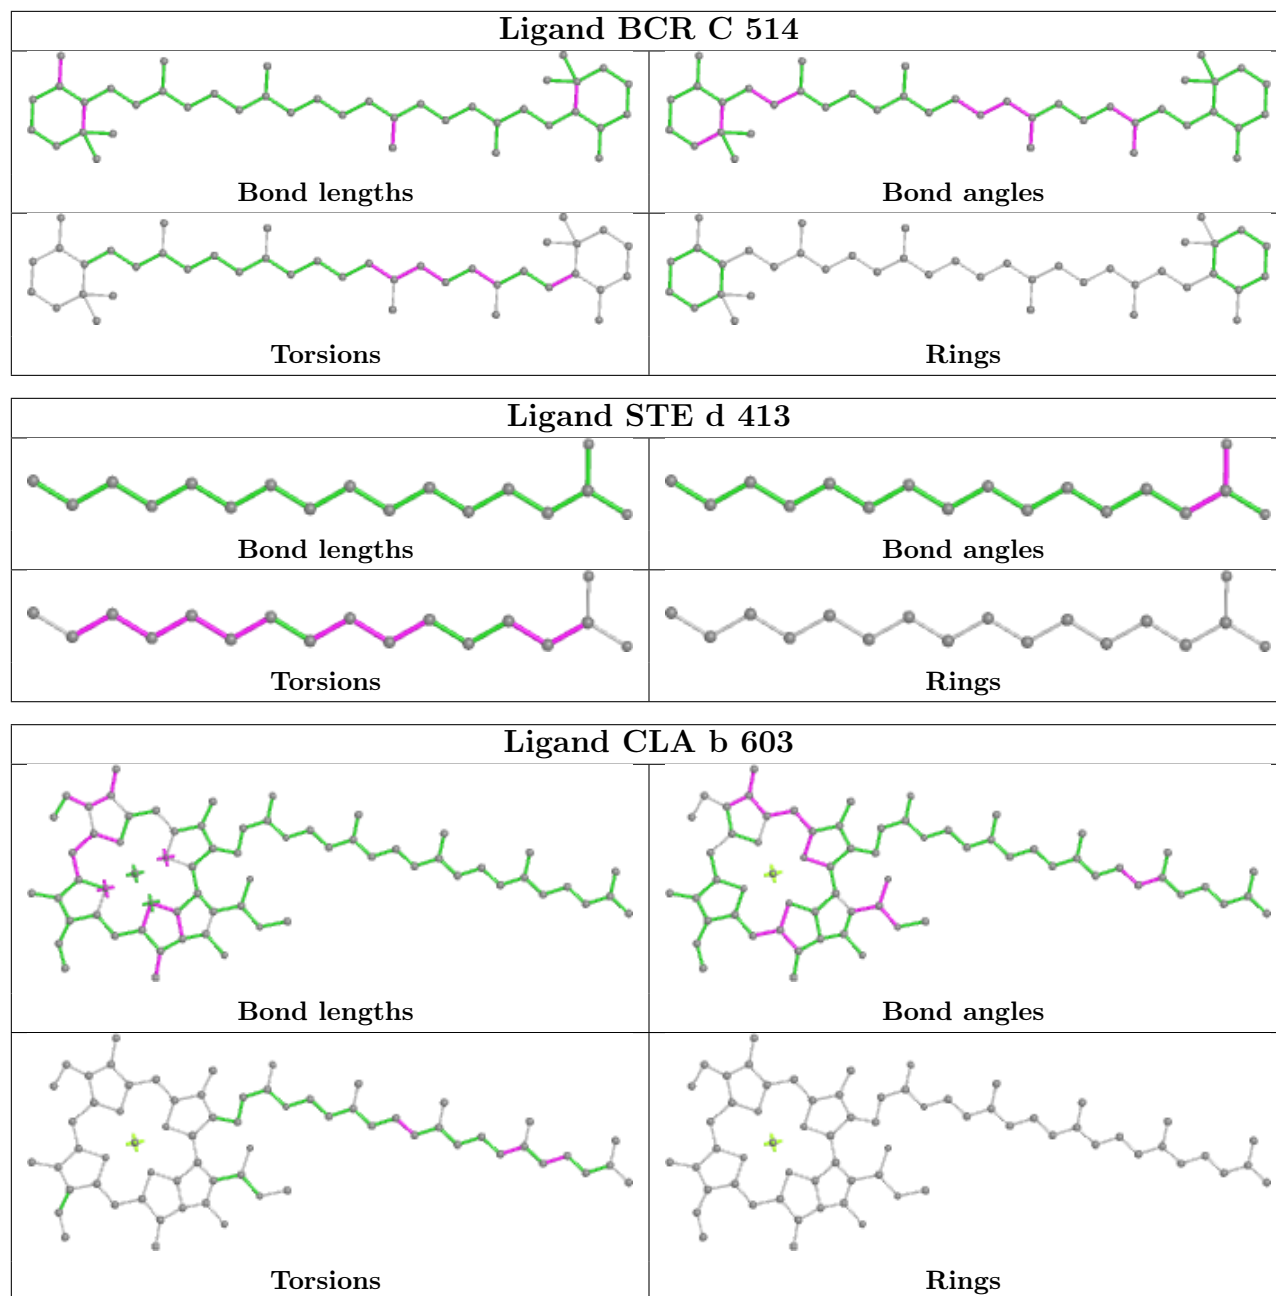 Ligand BCR C 514
Bond lengths
Bond angles
Torsions
Rings
Ligand STE d 413
Bond lengths
Bond angles
Torsions
Rings
Ligand CLA b 603
Bond lengths
Bond angles
Torsions
Rings